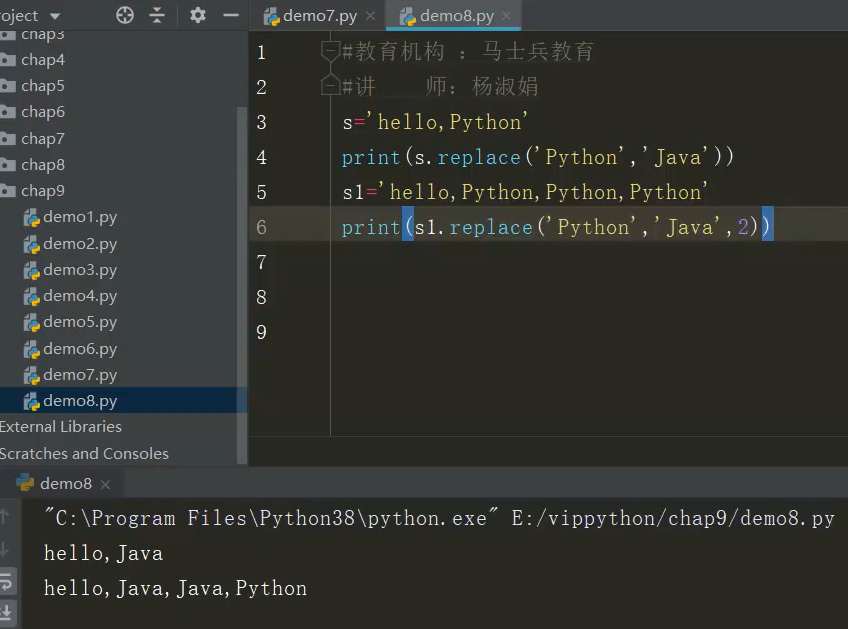 roject
demo7.py
demo8.py
chap3
chap4
chap5
chap6
chap7
chap8
chap9
demo1.py
demo2.py
demo3.py
demo4.py
demo5.py
demo6.py
demo7.py
demo8.py
External Libraries
Scratches and Consoles
1 #教育机构 ：马士兵教育
2 #讲    师：杨淑娟
3 s='hello,Python'
4 print(s.replace('Python','Java'))
5 s1='hello,Python,Python,Python'
6 print(s1.replace('Python','Java',2))
7
8
9
demo8
"C:\Program Files\Python38\python.exe" E:/vippython/chap9/demo8.py
hello,Java
hello,Java,Java,Python